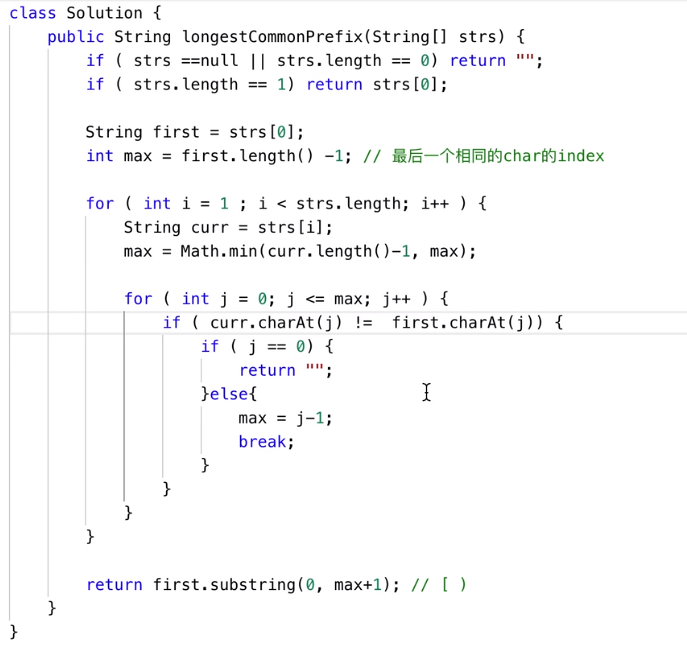 class Solution {
public String longestCommonPrefix(String[] strs) {
if ( strs ==null || strs.length == 0) return "";
if ( strs.length == 1) return strs[0];
String first = strs[0];
int max = first.length() -1; // 最后一个相同的char的index
for ( int i = 1 ; i < strs.length; i++ ) {
String curr = strs[i];
max = Math.min(curr.length()-1, max);
for ( int j = 0; j <= max; j++ ) {
if ( curr.charAt(j) !=  first.charAt(j)) {
if ( j == 0) {
return "";
}else{
max = j-1;
break;
}
}
}
}
return first.substring(0, max+1); // [ )
}
}